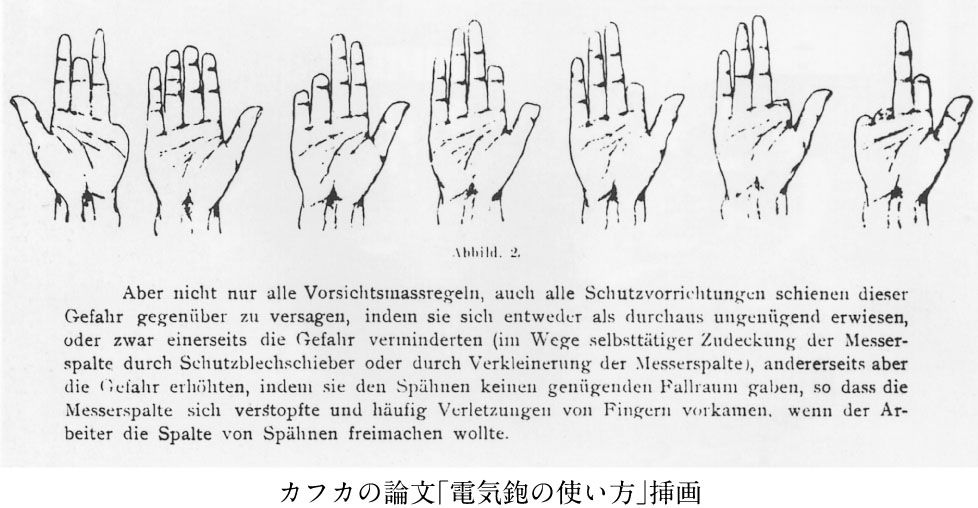 Abbild. 2.
Aber nicht nur alle Vorsichtsmassregeln, auch alle Schutzvorrichtungen schienen dieser
Gefahr gegenüber zu versagen, indem sie sich entweder als durchaus ungenügend erwiesen,
oder zwar einerseits die Gefahr verminderten (im Wege selbsttätiger Zudeckung der Messer-
spalte durch Schutzblechschieber oder durch Verkleinerung der Messerspalte), andererseits aber
die Gefahr erhöhten, indem sie den Spähnen keinen genügenden Fallraum gaben, so dass die
Messerspalte sich verstopfte und häufig Verletzungen von Fingern vorkamen, wenn der Ar-
beiter die Spalte von Spähnen freimachen wollte.
カフカの論文「電気鉋の使い方」挿画